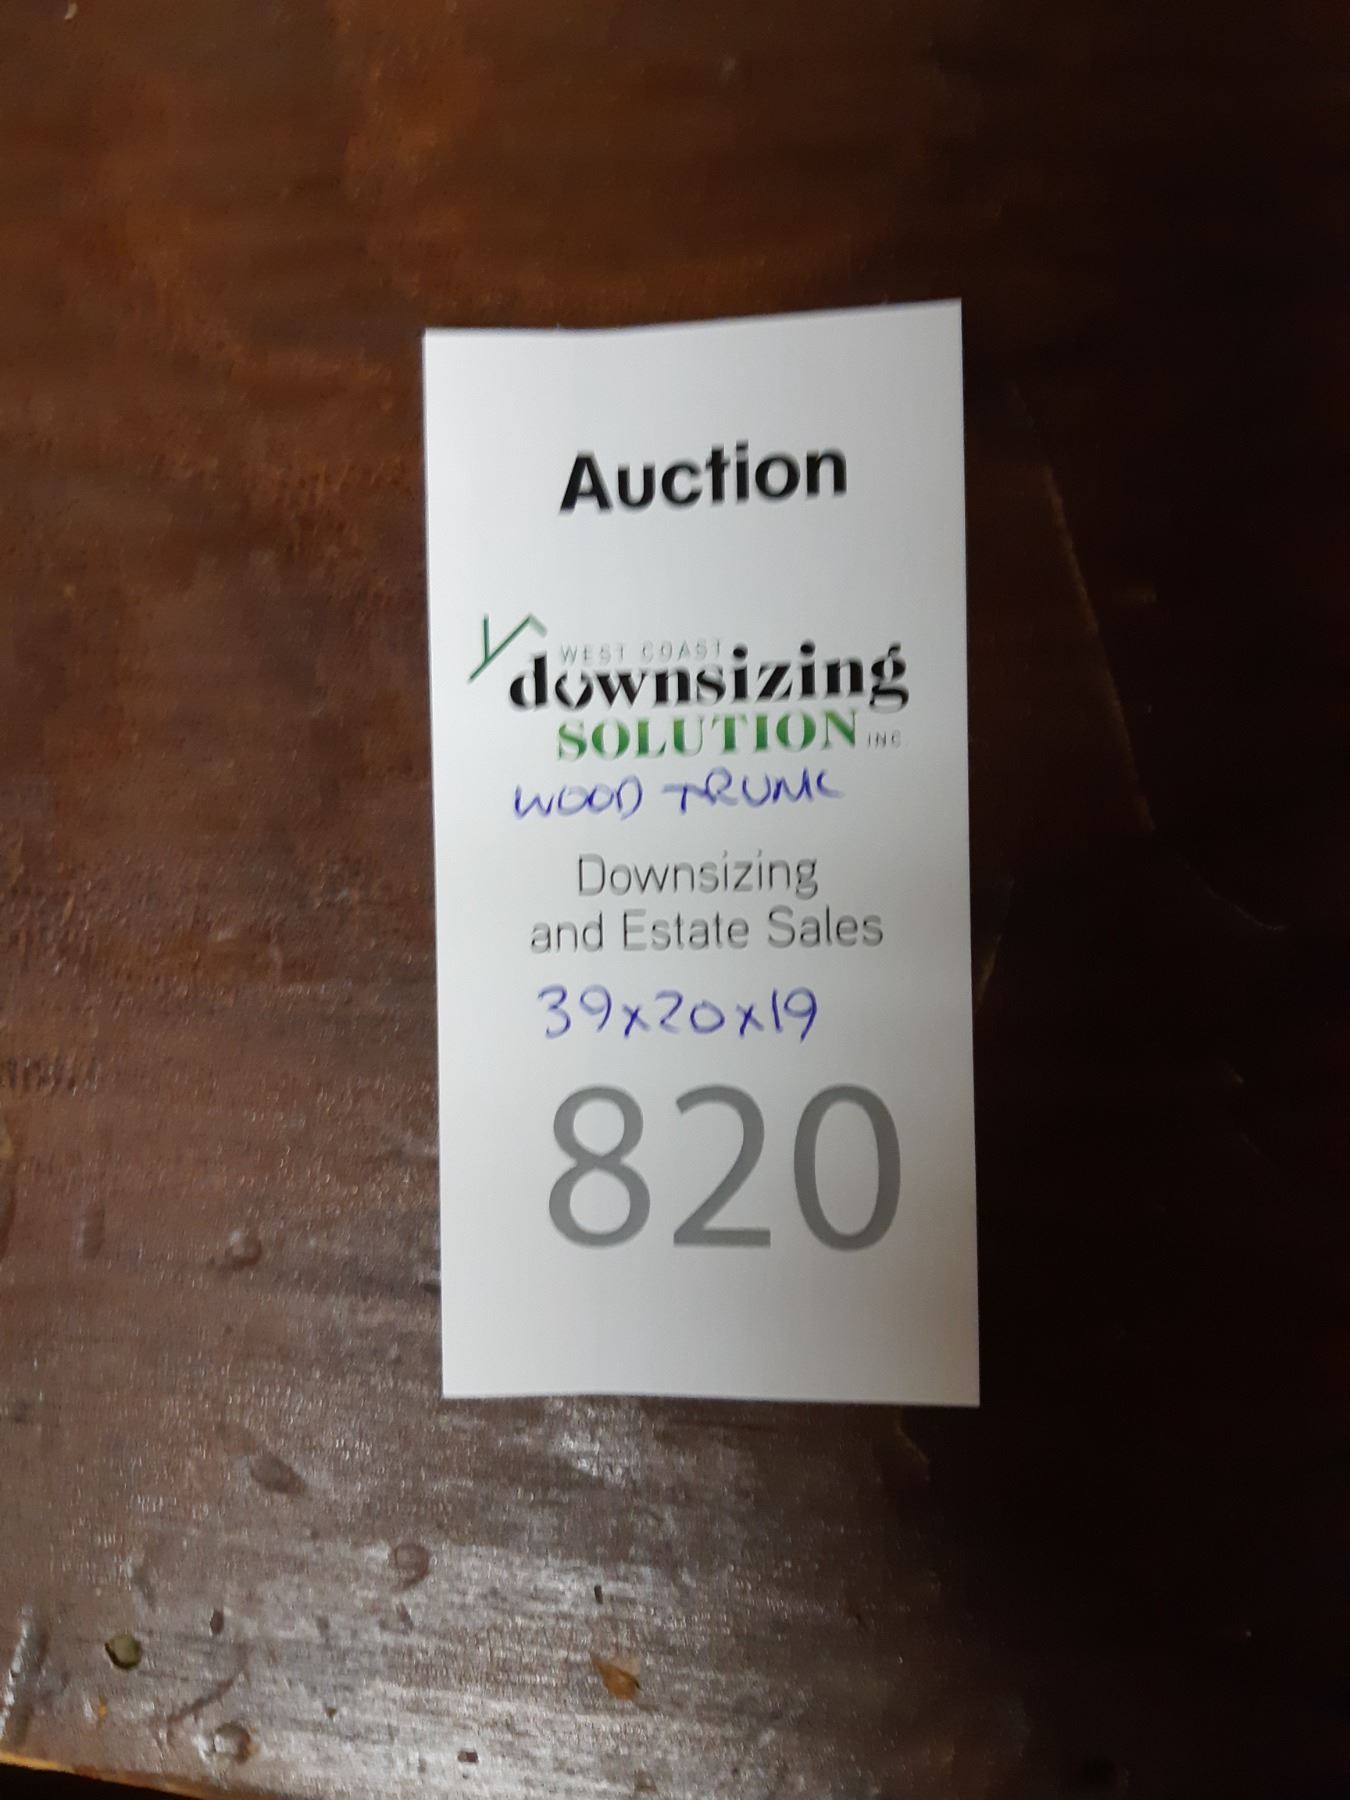 Auction
WEST COAST
downsizing
SOLUTION INC
WOOD TRUNK
Downsizing
and Estate Sales
39x20x19
820